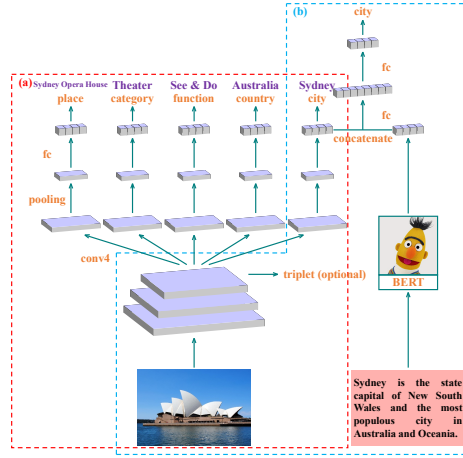 (b)
city
fc
(a)
Sydney Opera House Theater See & Do Australia Sydney
place category function country city
fc
concatenate
fc
pooling
conv4
triplet (optional)
BERT
Sydney is the state
capital of New South
Wales and the most
populous city in
Australia and Oceania.